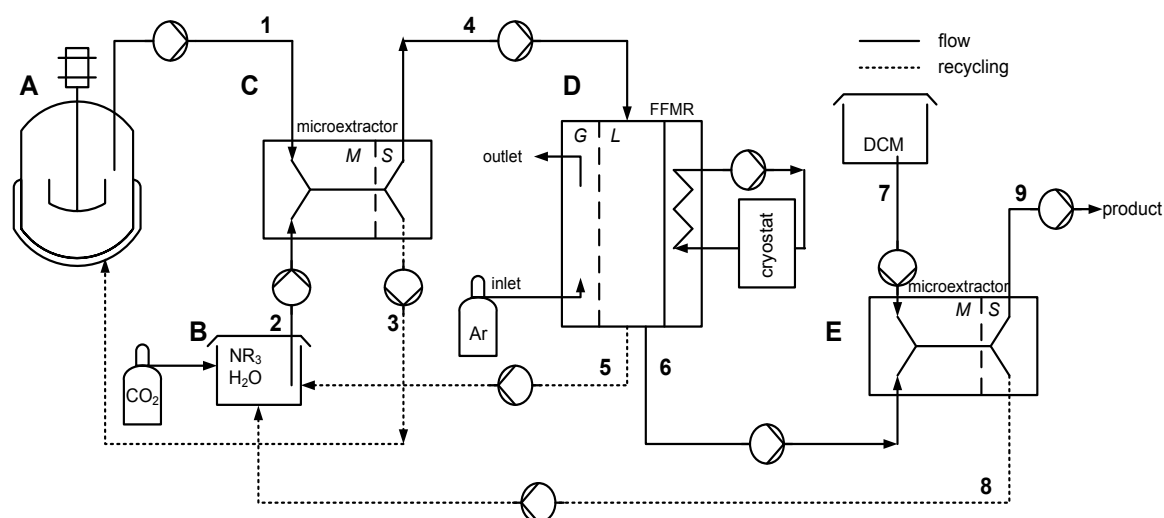 1
4
flow
recycling
A
C
D
FFMR
microextractor
G
L
M
S
outlet
DCM
7
9
product
cryostat
inlet
microextractor
Ar
M
S
2
3
B
E
NR₃
H₂O
CO₂
5
6
8